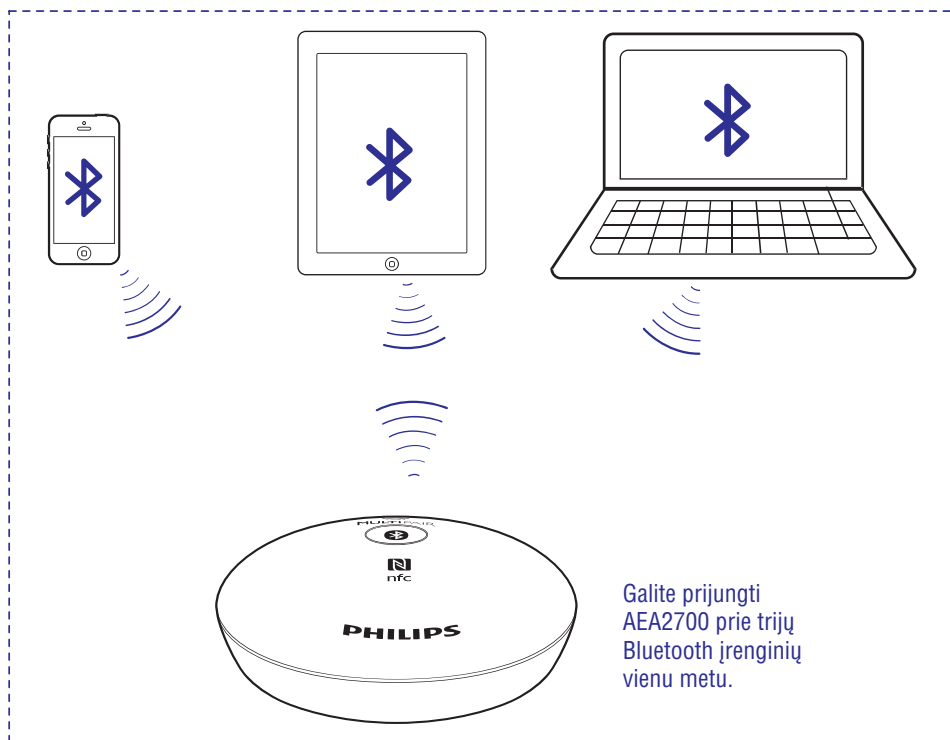 MULTIPAIR
nfc
PHILIPS
Galite prijungti
AEA2700 prie trijų
Bluetooth įrenginių
vienu metu.